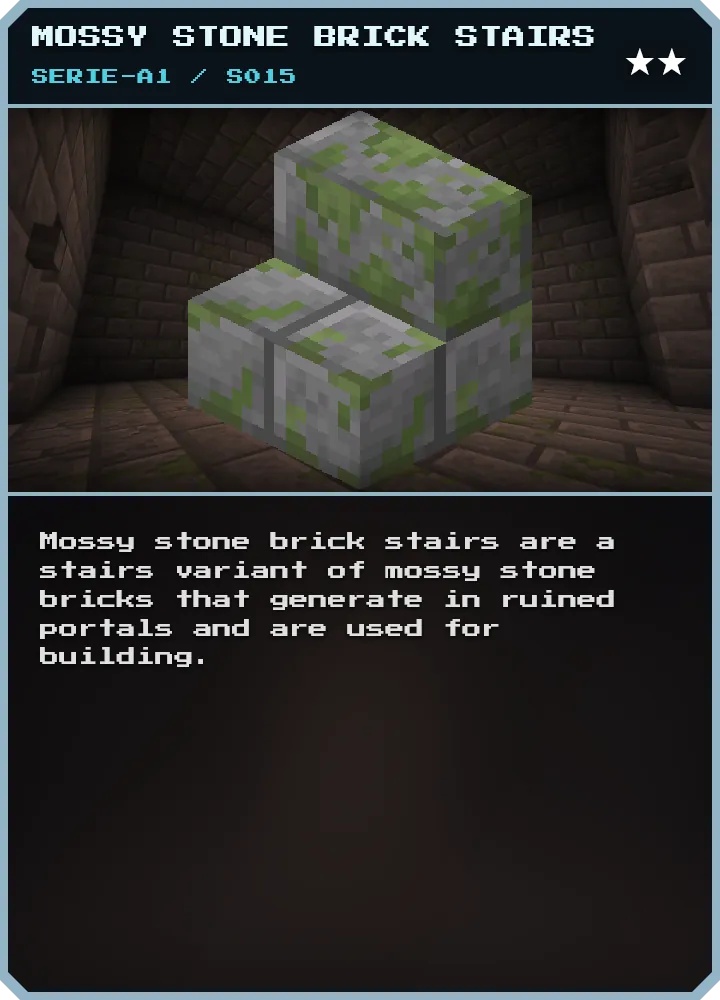 MOSSY STONE BRICK STAIRS
SERIE-A1 / S015
Mossy stone brick stairs are a
stairs variant of mossy stone
bricks that generate in ruined
portals and are used for
building.